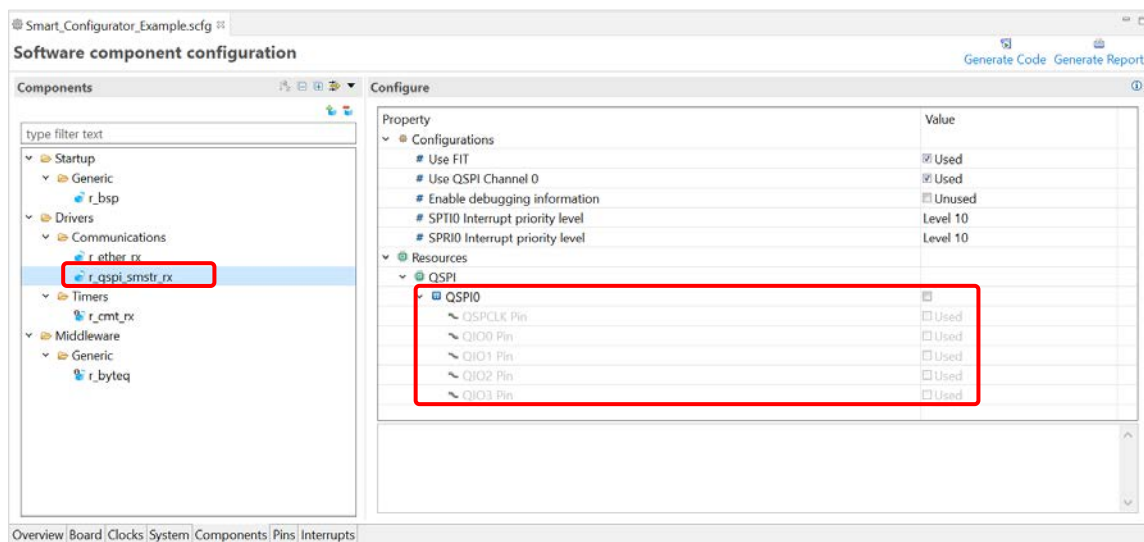 Smart_Configurator_Example.scfg
Software component configuration
Generate Code Generate Report
Components
Configure
type filter text
Startup
Generic
r_bsp
Drivers
Communications
r_ether_rx
r_qspi_smstr_rx
Timers
r_cmt_rx
Middleware
Generic
r_byteq
Property Value
Configurations
# Use FIT Used
# Use QSPI Channel 0 Used
# Enable debugging information Unused
# SPTI0 Interrupt priority level Level 10
# SPRI0 Interrupt priority level Level 10
Resources
QSPI
QSPI0
QSPCLK Pin Used
QIO0 Pin Used
QIO1 Pin Used
QIO2 Pin Used
QIO3 Pin Used
Overview Board Clocks System Components Pins Interrupts